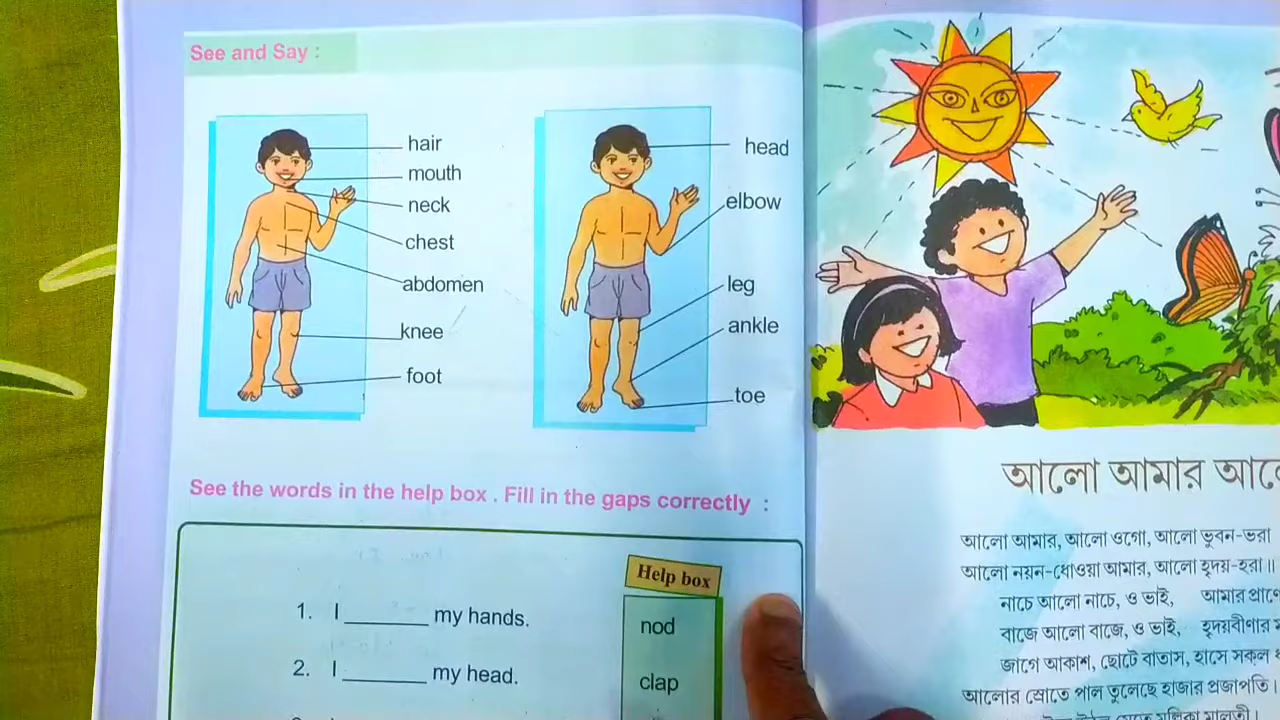 See and Say :
hair
mouth
neck
chest
abdomen
knee
foot
head
elbow
leg
ankle
toe
See the words in the help box . Fill in the gaps correctly :
Help box
1. I ______ my hands.
2. I ______ my head.
nod
clap
আলো আমার
আলো আমার, আলো ওগো, আলো ভুবন-ভরা
আলো নয়ন-ধোওয়া আমার, আলো হৃদয়-হরা ॥
নাচে আলো নাচে, ও ভাই, আমার
বাজে আলো বাজে, ও ভাই, হৃদয়বীণার
জাগে আকাশ, ছোটে বাতাস, হাসে সকল
আলোর স্রোতে পাল তুলেছে হাজার প্রজাপতি।